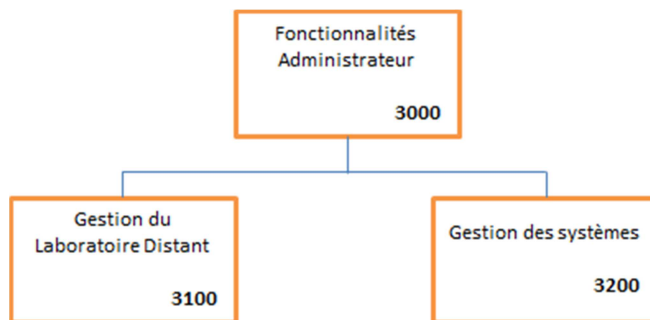 Fonctionnalités
Administrateur
3000
Gestion du
Laboratoire Distant
3100
Gestion des systèmes
3200